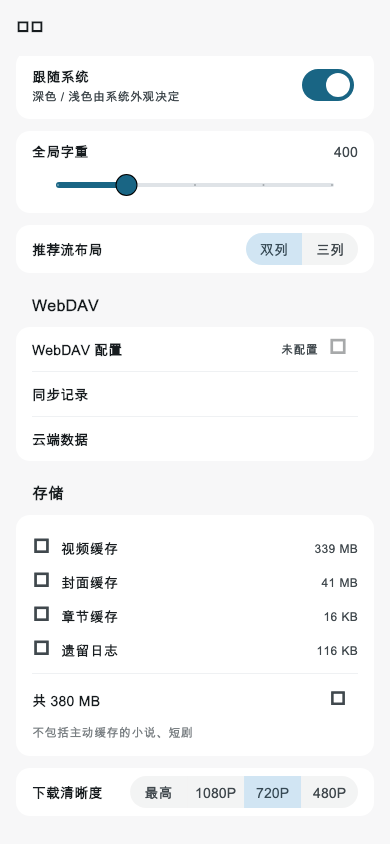 跟随系统
深色 / 浅色由系统外观决定
全局字重 400
推荐流布局 双列 三列
WebDAV
WebDAV 配置 未配置
同步记录
云端数据
存储
视频缓存 339 MB
封面缓存 41 MB
章节缓存 16 KB
遗留日志 116 KB
共 380 MB
不包括主动缓存的小说、短剧
下载清晰度 最高 1080P 720P 480P